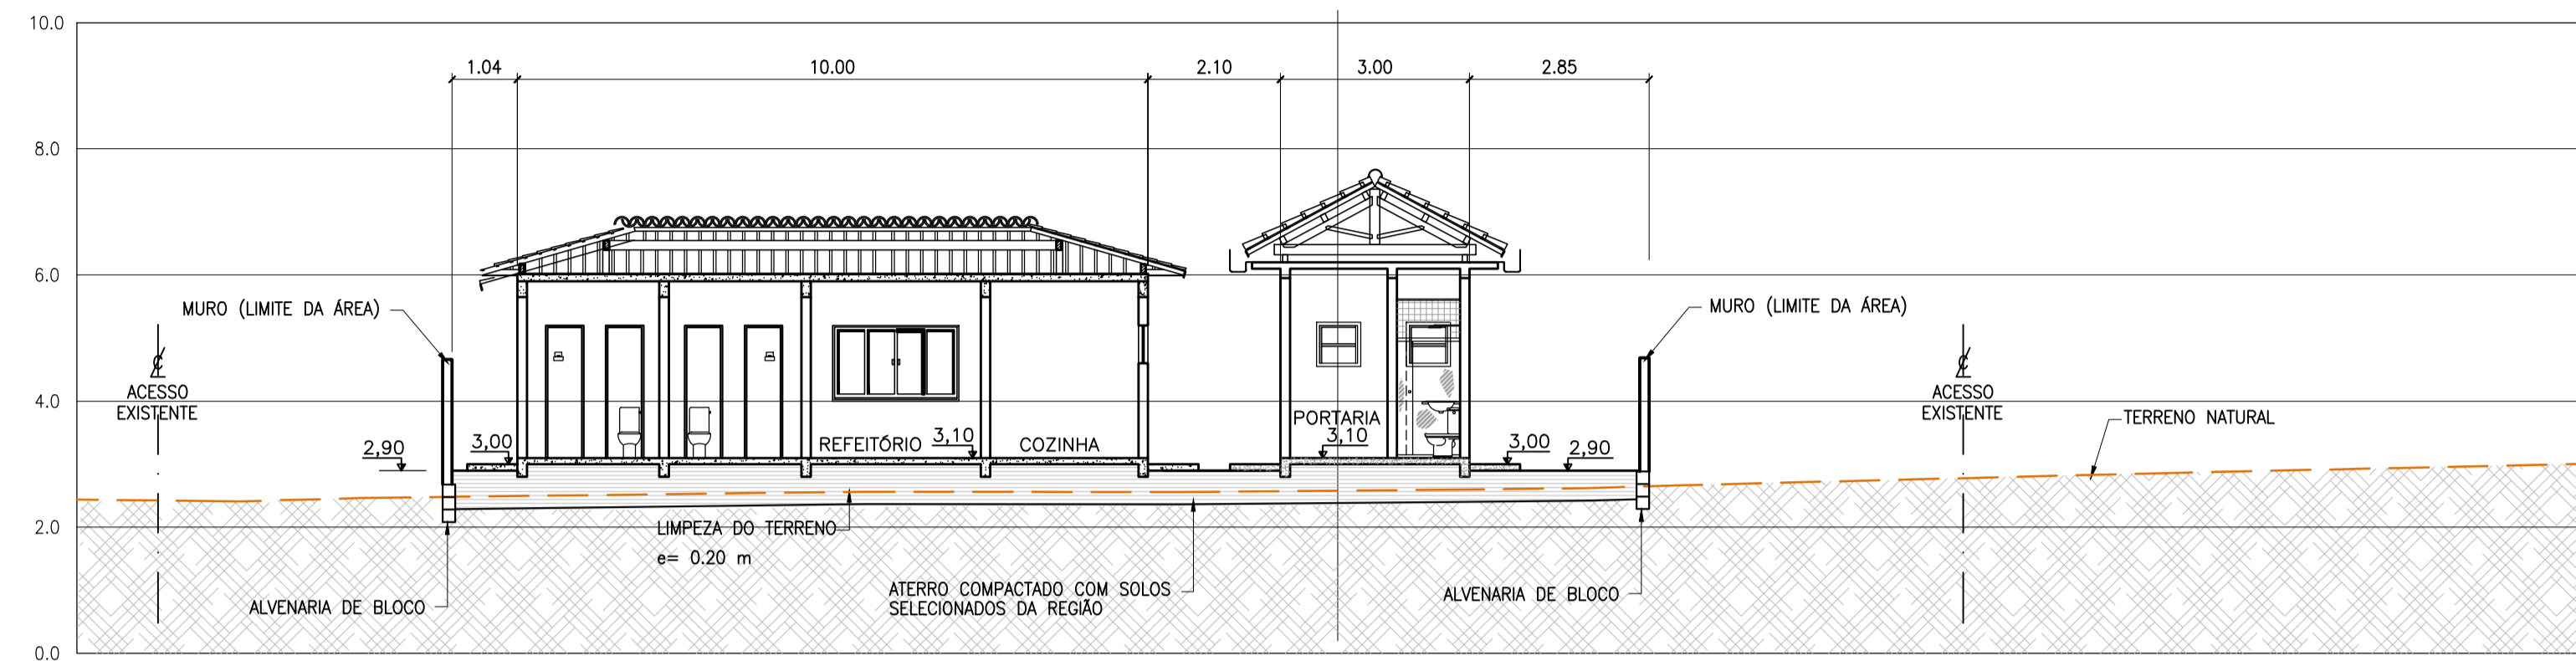 10.0
1.04
10.00
2.10
3.00
2.85
8.0
6.0
MURO (LIMITE DA ÁREA)
MURO (LIMITE DA ÁREA)
ACESSO
EXISTENTE
ACESSO
EXISTENTE
4.0
TERRENO NATURAL
PORTARIA
3,10
2,90
3,00
REFEITÓRIO
3,10
COZINHA
3,00
2,90
2.0
LIMPEZA DO TERRENO
e= 0.20 m
ATERRO COMPACTADO COM SOLOS
SELECIONADOS DA REGIÃO
ALVENARIA DE BLOCO
ALVENARIA DE BLOCO
0.0